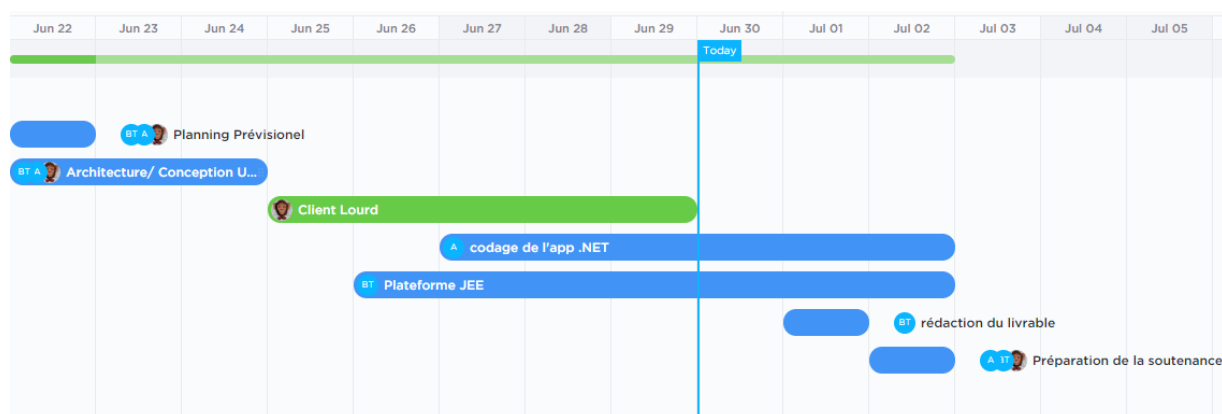 Jun 22 Jun 23 Jun 24 Jun 25 Jun 26 Jun 27 Jun 28 Jun 29 Jun 30 Jul 01 Jul 02 Jul 03 Jul 04 Jul 05
Today
BT A Planning Prévisionel
BT A Architecture/ Conception U...
Client Lourd
A codage de l'app .NET
BT Plateforme JEE
BT rédaction du livrable
A Préparation de la soutenance